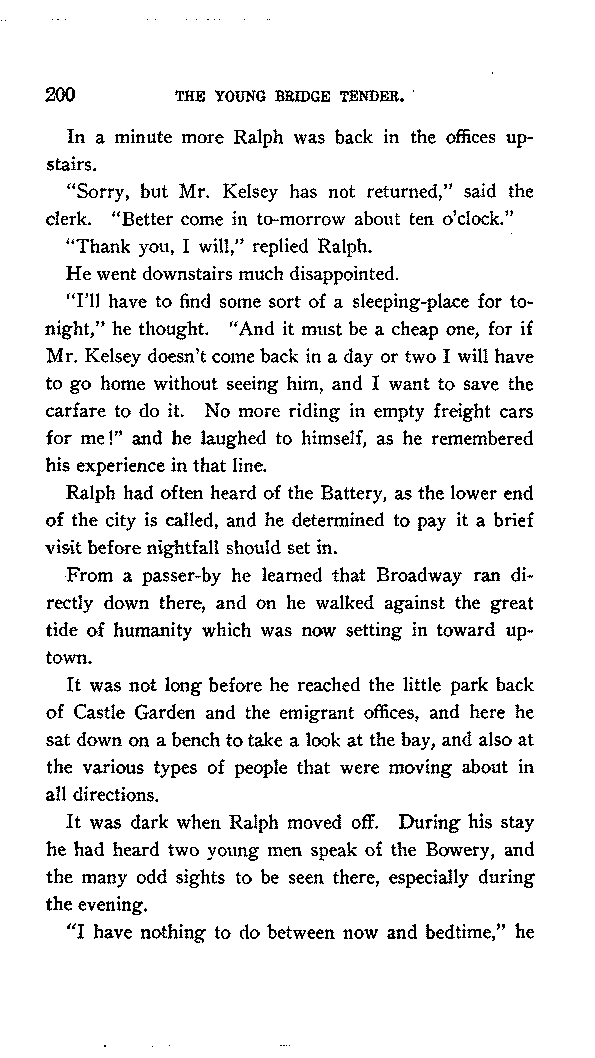 200 THE YOUNG BRIDGE TENDER.
In a minute more Ralph was back in the offices up-
stairs.
"Sorry, but Mr. Kelsey has not returned," said the
clerk. "Better come in to-morrow about ten o'clock."
"Thank you, I will," replied Ralph.
He went downstairs much disappointed.
"I'll have to find some sort of a sleeping-place for to-
night," he thought. "And it must be a cheap one, for if
Mr. Kelsey doesn't come back in a day or two I will have
to go home without seeing him, and I want to save the
carfare to do it. No more riding in empty freight cars
for me!" and he laughed to himself, as he remembered
his experience in that line.
Ralph had often heard of the Battery, as the lower end
of the city is called, and he determined to pay it a brief
visit before nightfall should set in.
From a passer-by he learned that Broadway ran di-
rectly down there, and on he walked against the great
tide of humanity which was now setting in toward up-
town.
It was not long before he reached the little park back
of Castle Garden and the emigrant offices, and here he
sat down on a bench to take a look at the bay, and also at
the various types of people that were moving about in
all directions.
It was dark when Ralph moved off. During his stay
he had heard two young men speak of the Bowery, and
the many odd sights to be seen there, especially during
the evening.
"I have nothing to do between now and bedtime," he